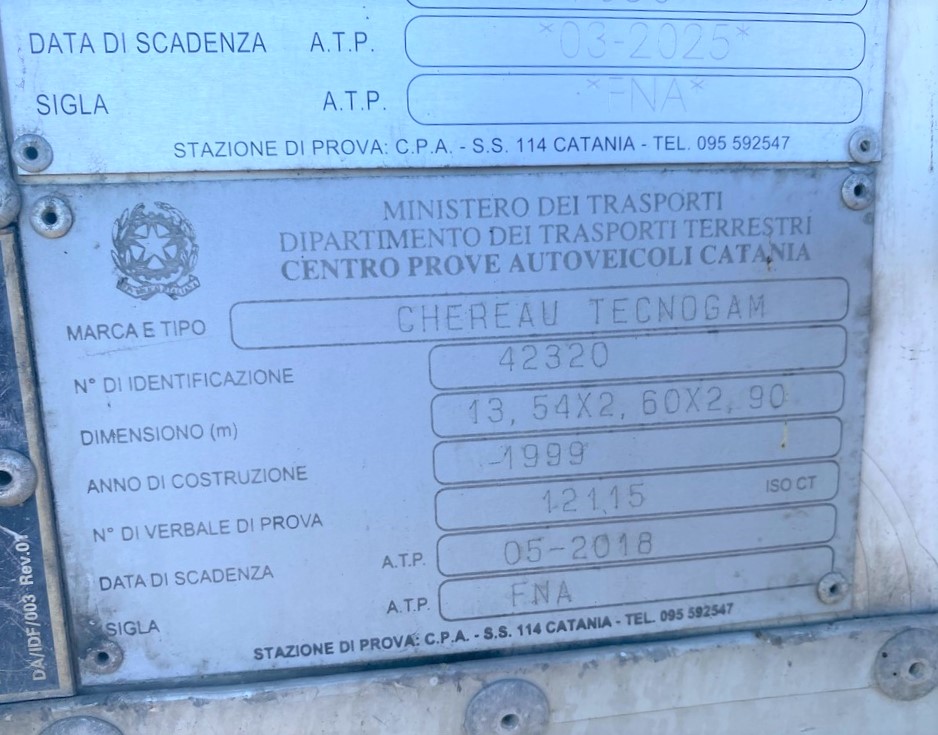 DATA DI SCADENZA A.T.P. *03-2025*
SIGLA A.T.P. *FNA*
STAZIONE DI PROVA: C.P.A. - S.S. 114 CATANIA - TEL. 095 592547
MINISTERO DEI TRASPORTI
DIPARTIMENTO DEI TRASPORTI TERRESTRI
CENTRO PROVE AUTOVEICOLI CATANIA
MARCA E TIPO CHEREAU TECNOGAM
N° DI IDENTIFICAZIONE 42320
DIMENSIONO (m) 13,54X2,60X2,90
ANNO DI COSTRUZIONE -1999
N° DI VERBALE DI PROVA 12115 ISO CT
DATA DI SCADENZA A.T.P. 05-2018
SIGLA A.T.P. FNA
STAZIONE DI PROVA: C.P.A. - S.S. 114 CATANIA - TEL. 095 592547
DA/IDF/003 Rev.01